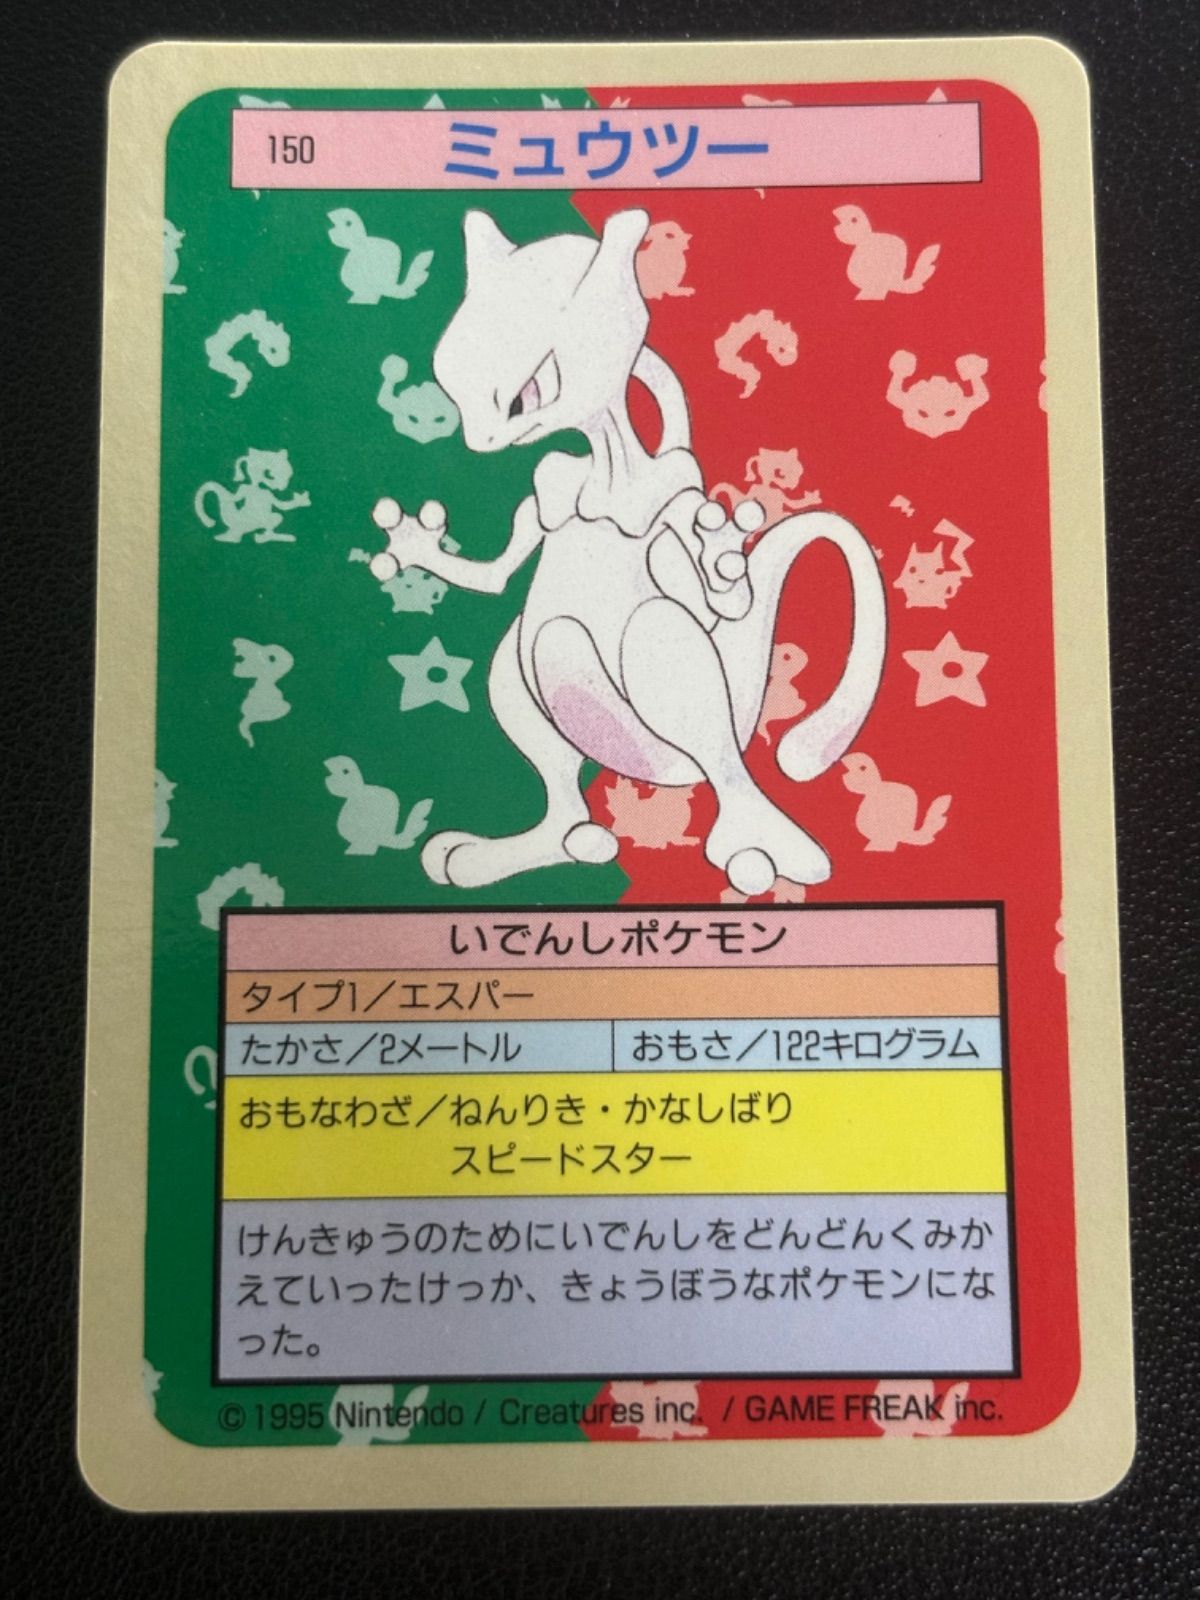 150 ミュウツー
いでんしポケモン
タイプ1/エスパー
たかさ/2メートル おもさ/122キログラム
おもなわざ/ねんりき・かなしばり
スピードスター
けんきゅうのためにいでんしをどんどんくみか
えていったけっか、きょうぼうなポケモンにな
った。
© 1995 Nintendo / Creatures inc. / GAME FREAK inc.